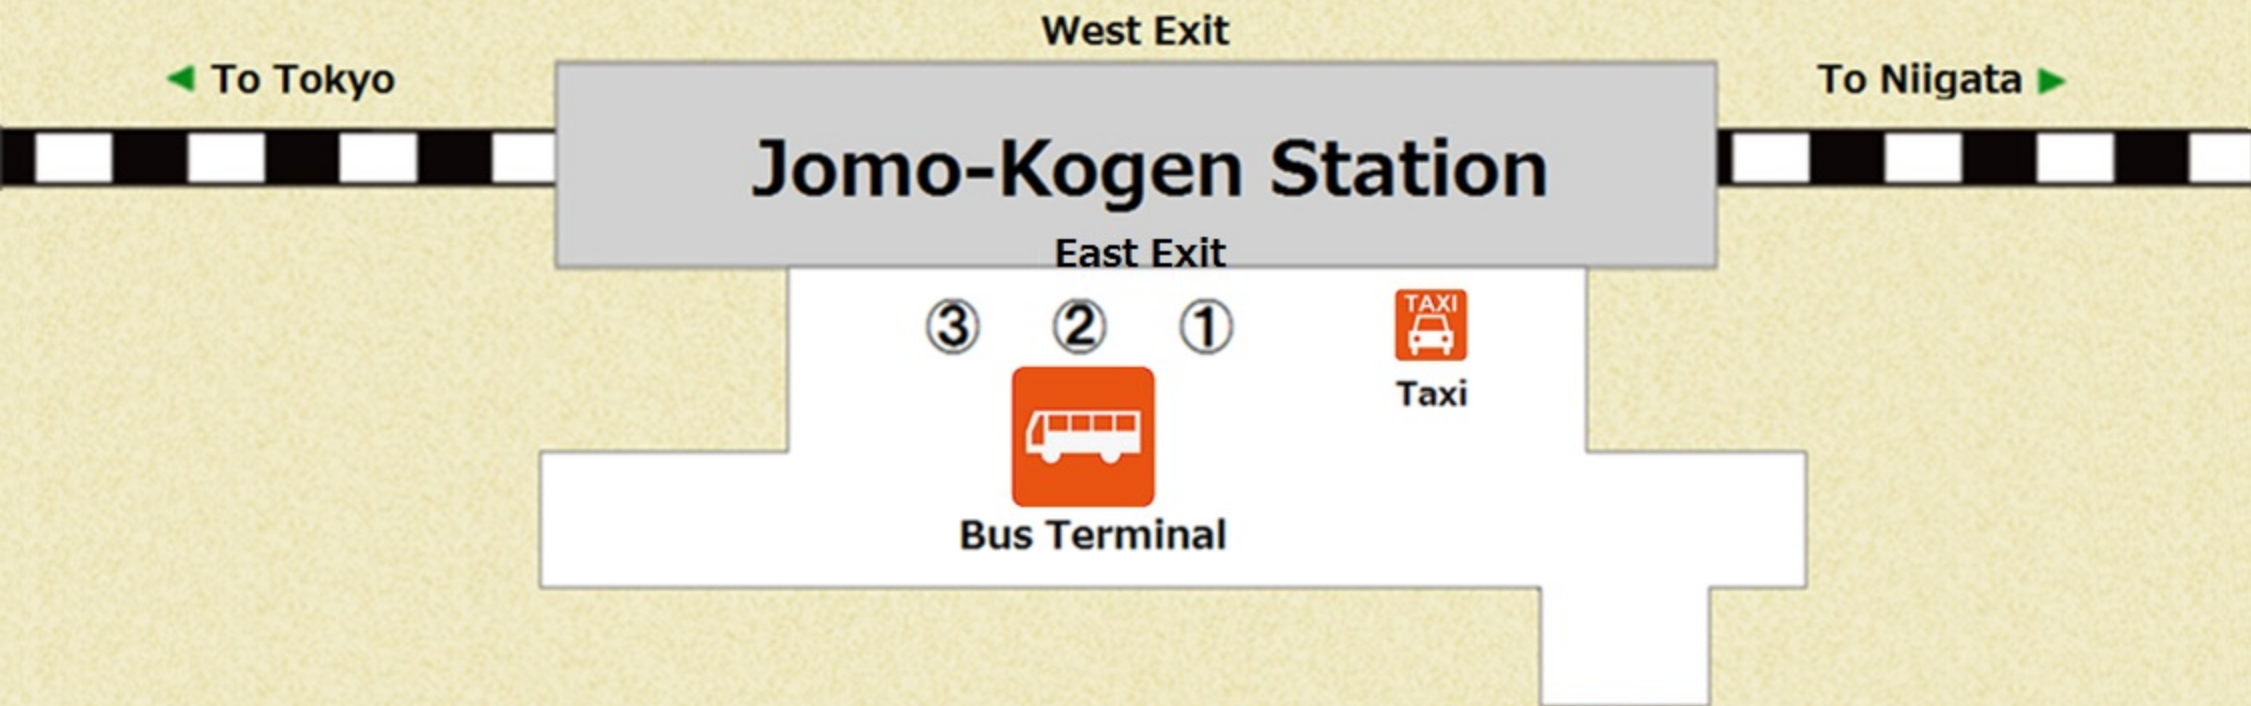 West Exit
To Tokyo
To Niigata
Jomo-Kogen Station
East Exit
③ ② ①
TAXI
Taxi
Bus Terminal